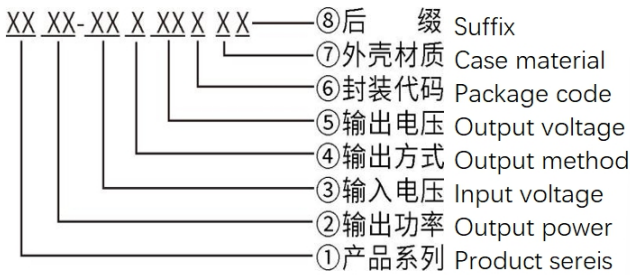 XX XX-XX X XX X X X ⑧后 缀 Suffix
⑦外壳材质 Case material
⑥封装代码 Package code
⑤输出电压 Output voltage
④输出方式 Output method
③输入电压 Input voltage
②输出功率 Output power
①产品系列 Product sereis